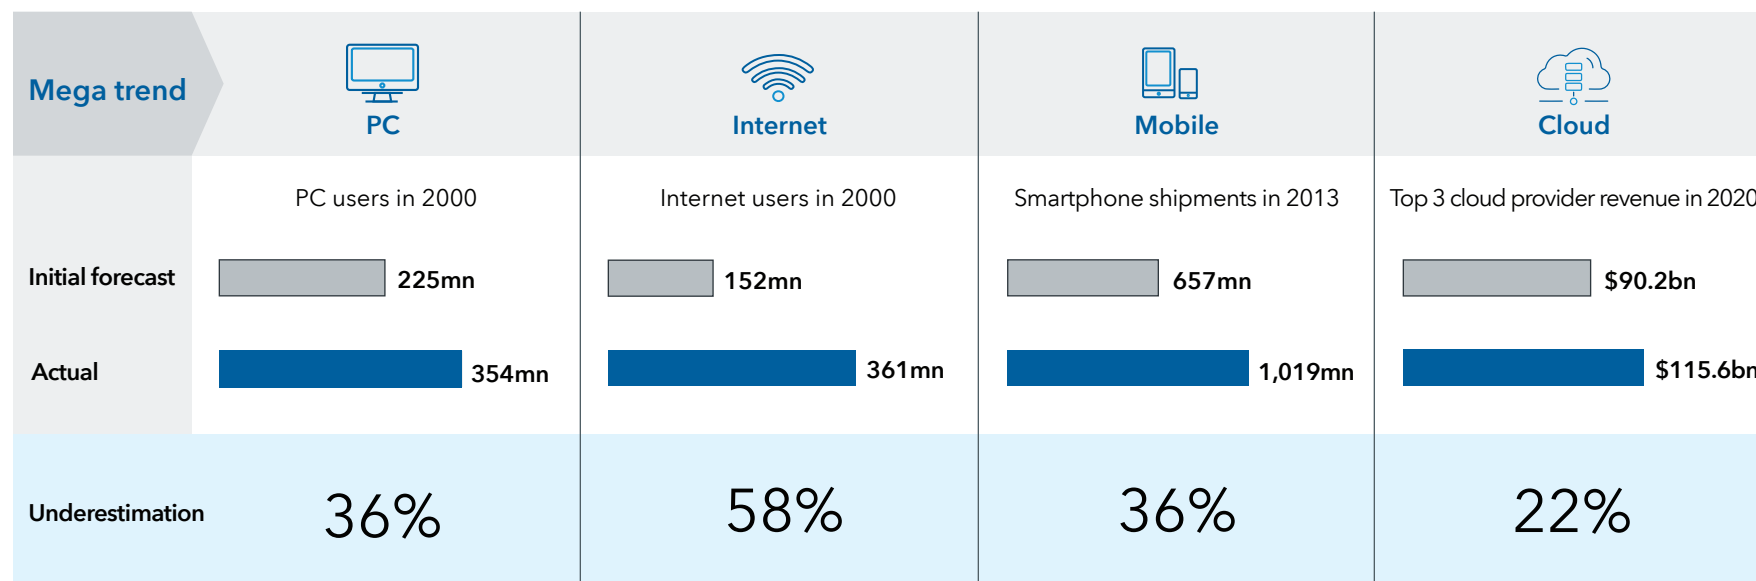 Mega trend
PC
Internet
Mobile
Cloud
PC users in 2000
Internet users in 2000
Smartphone shipments in 2013
Top 3 cloud provider revenue in 2020
Initial forecast
225mn
152mn
657mn
$90.2bn
Actual
354mn
361mn
1,019mn
$115.6bn
Underestimation
36%
58%
36%
22%